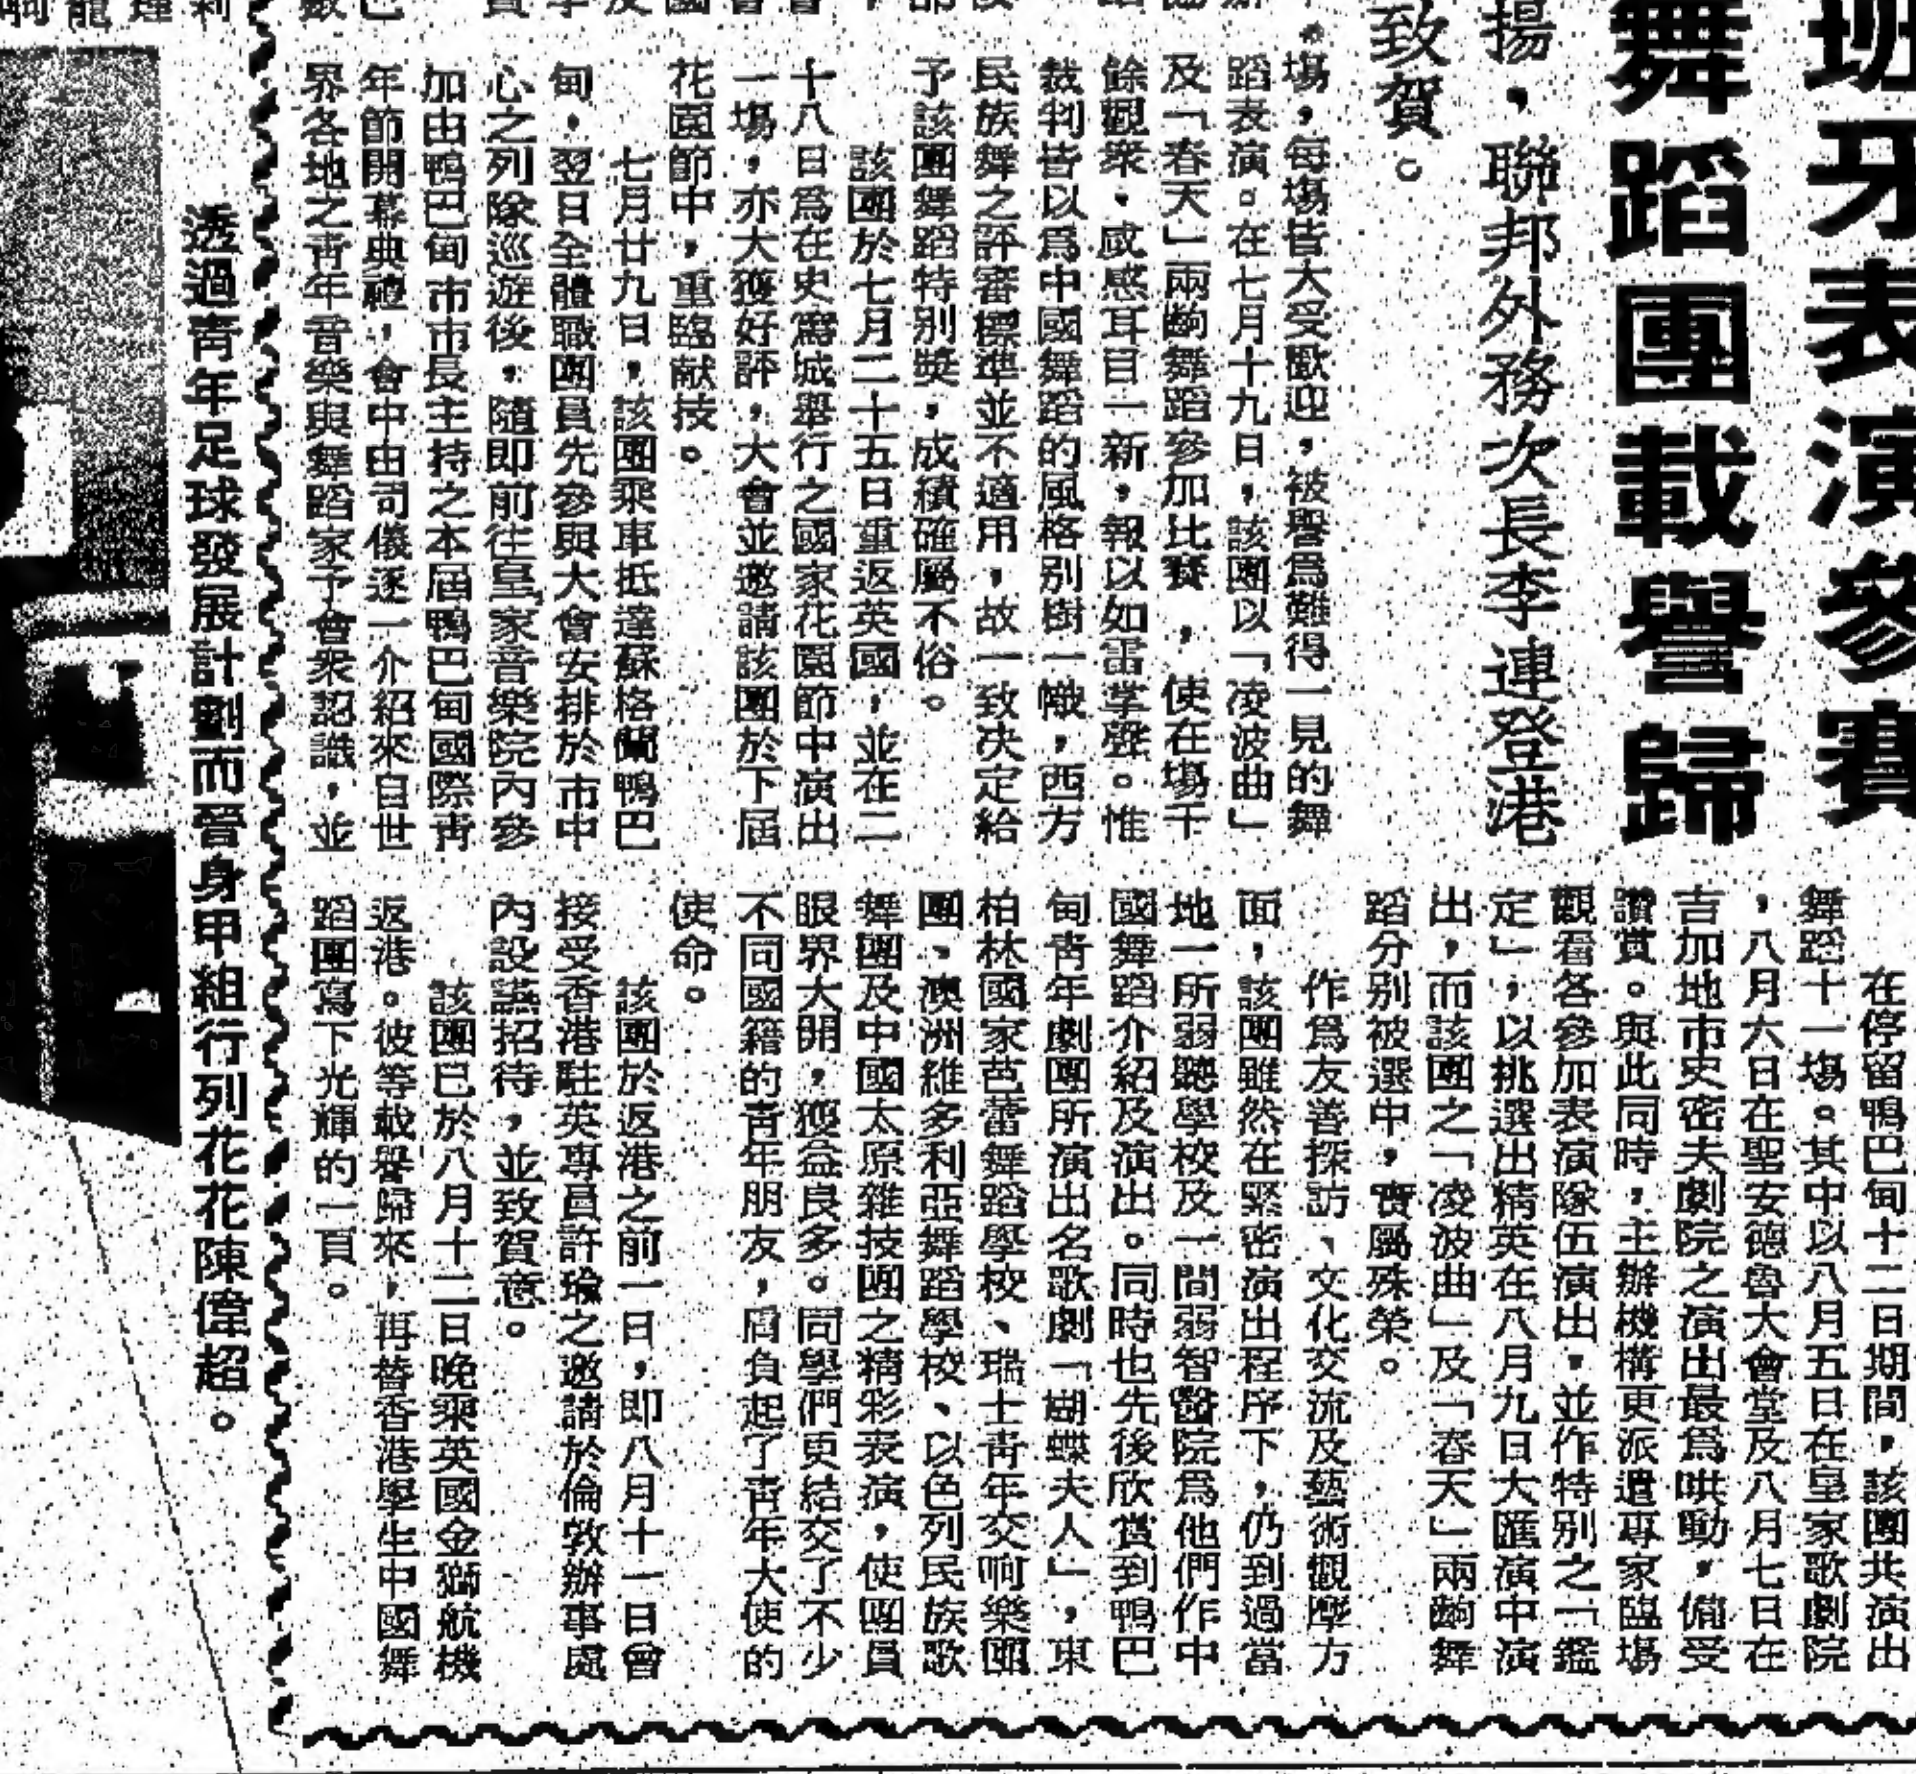 班牙表演參賽
舞蹈團載譽歸
揚，聯邦外務次長李連登港
致賀。
場，每場皆大受歡迎，被譽爲難得一見的舞
蹈表演。在七月十九日，該團以「凌波曲」
及「春天」兩齣舞蹈參加比賽，使在場千
餘觀衆，咸感耳目一新，報以如雷掌聲。惟
裁判皆以爲中國舞蹈的風格別樹一幟，西方
民族舞之評審標準並不適用，故一致決定給
予該團舞蹈特別獎，成績確屬不俗。
該團於七月二十五日重返英國，並在二
十八日爲在史窩城舉行之國家花園節中演出
一場，亦大獲好評，大會並邀請該團於下屆
花園節中，重臨献技。
七月廿九日，該團乘車抵達蘇格蘭鴨巴
甸，翌日全體職團員先參與大會安排於市中
心之列隊巡遊後，隨即前往皇家音樂院內參
加由鴨巴甸市市長主持之本屆鴨巴甸國際靑
年節開幕典禮，會中由司儀逐一介紹來自世
界各地之靑年音樂與舞蹈家予會衆認識，並
在停留鴨巴甸十二日期間，該團共演出
舞蹈十一場。其中以八月五日在皇家歌劇院
，八月六日在聖安德魯大會堂及八月七日在
吉加地市史密夫劇院之演出最爲哄動，備受
讚賞。與此同時，主辦機構更派遣專家臨場
觀看各參加表演隊伍演出，並作特別之「鑑
定」，以挑選出精英在八月九日大匯演中演
出，而該團之「凌波曲」及「春天」兩齣舞
蹈分別被選中，實屬殊榮。
作爲友善探訪、文化交流及藝術觀摩方
面，該團雖然在緊密演出程序下，仍到過當
地一所弱聽學校及一間弱智醫院爲他們作中
國舞蹈介紹及演出。同時也先後欣賞到鴨巴
甸靑年劇團所演出名歌劇「蝴蝶夫人」，東
柏林國家芭蕾舞蹈學校、瑞士靑年交响樂團
團、澳洲維多利亞舞蹈學校、以色列民族歌
舞團及中國太原雜技團之精彩表演，使團員
眼界大開，獲益良多。同學們更結交了不少
不同國籍的靑年朋友，肩負起了靑年大使的
使命。
該團於返港之前一日，即八月十一日曾
接受香港駐英專員許瑜之邀請於倫敦辦事處
內設讌招待，並致賀意。
該團已於八月十二日晚乘英國金獅航機
返港。彼等載譽歸來，再替香港學生中國舞
蹈團寫下光輝的一頁。
透過靑年足球發展計劃而晉身甲組行列花花陳偉超。